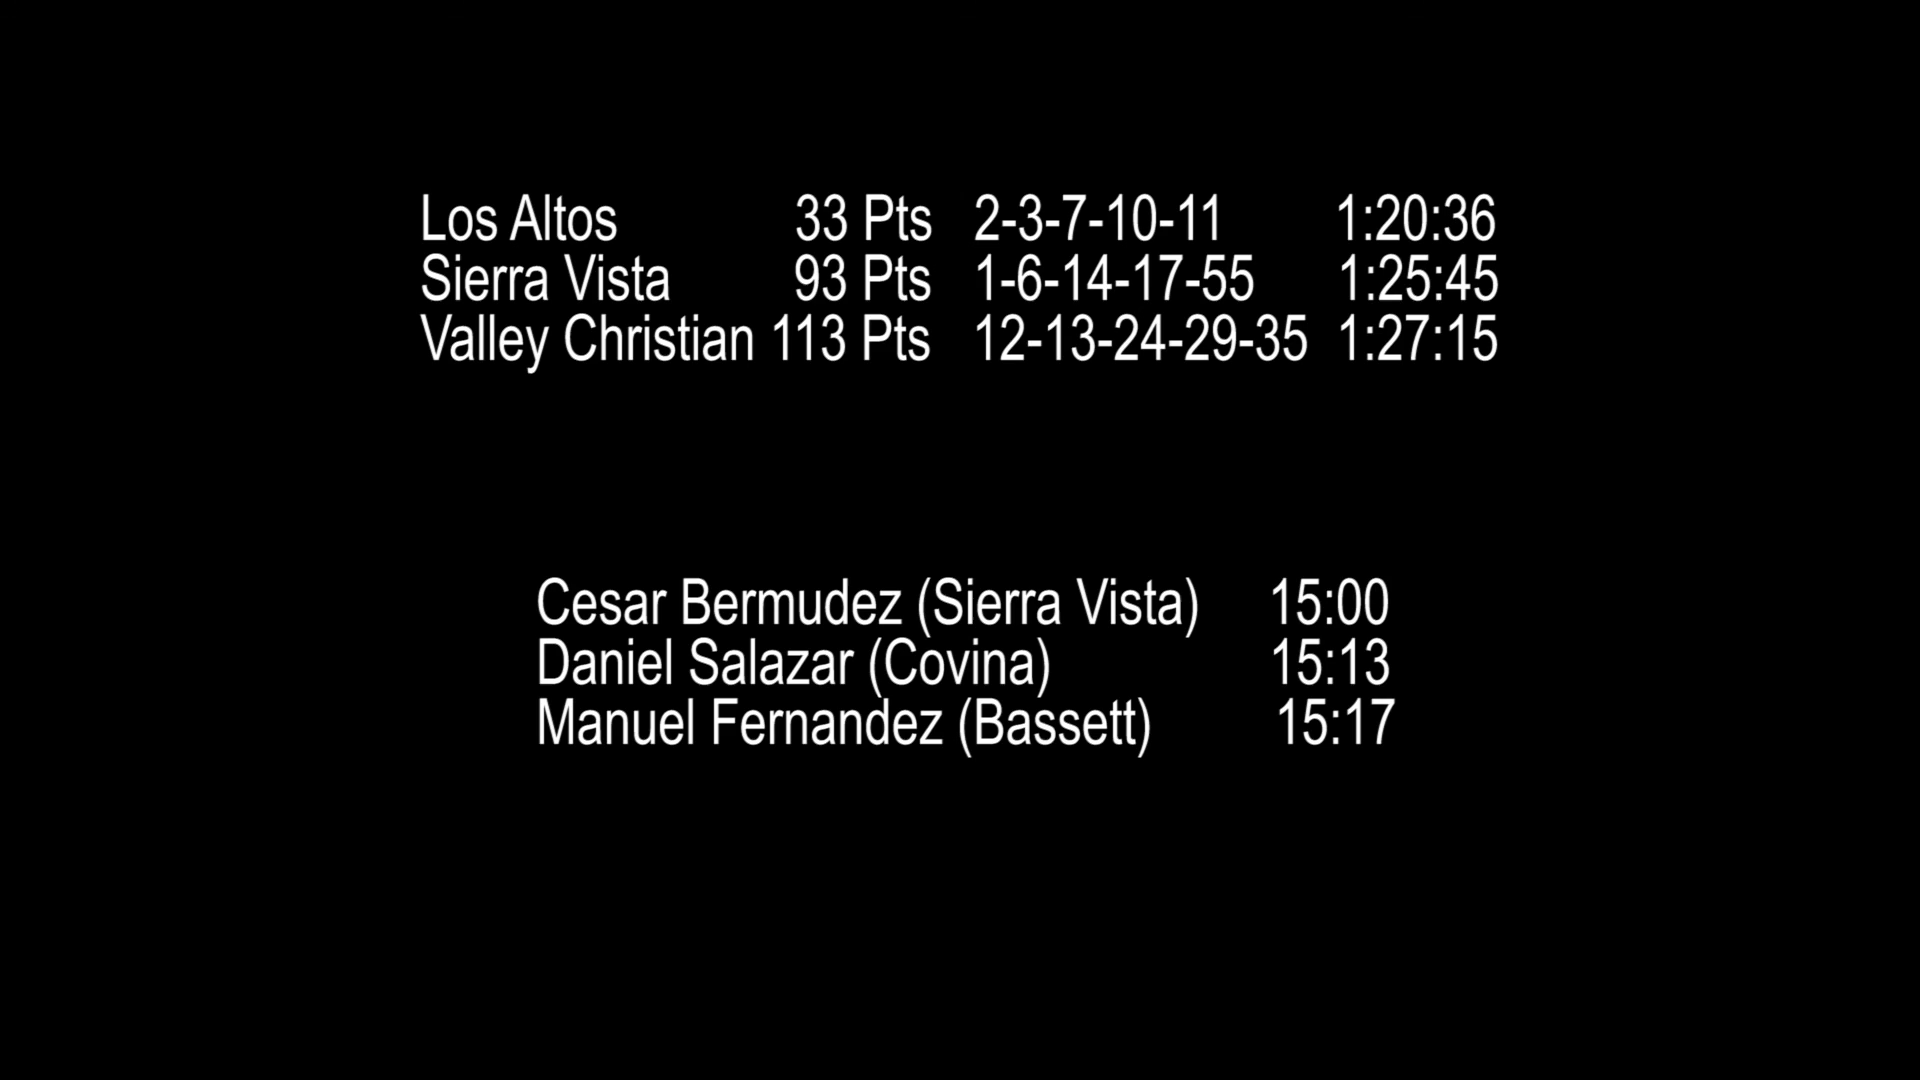 Los Altos 33 Pts 2-3-7-10-11 1:20:36
Sierra Vista 93 Pts 1-6-14-17-55 1:25:45
Valley Christian 113 Pts 12-13-24-29-35 1:27:15
Cesar Bermudez (Sierra Vista) 15:00
Daniel Salazar (Covina) 15:13
Manuel Fernandez (Bassett) 15:17